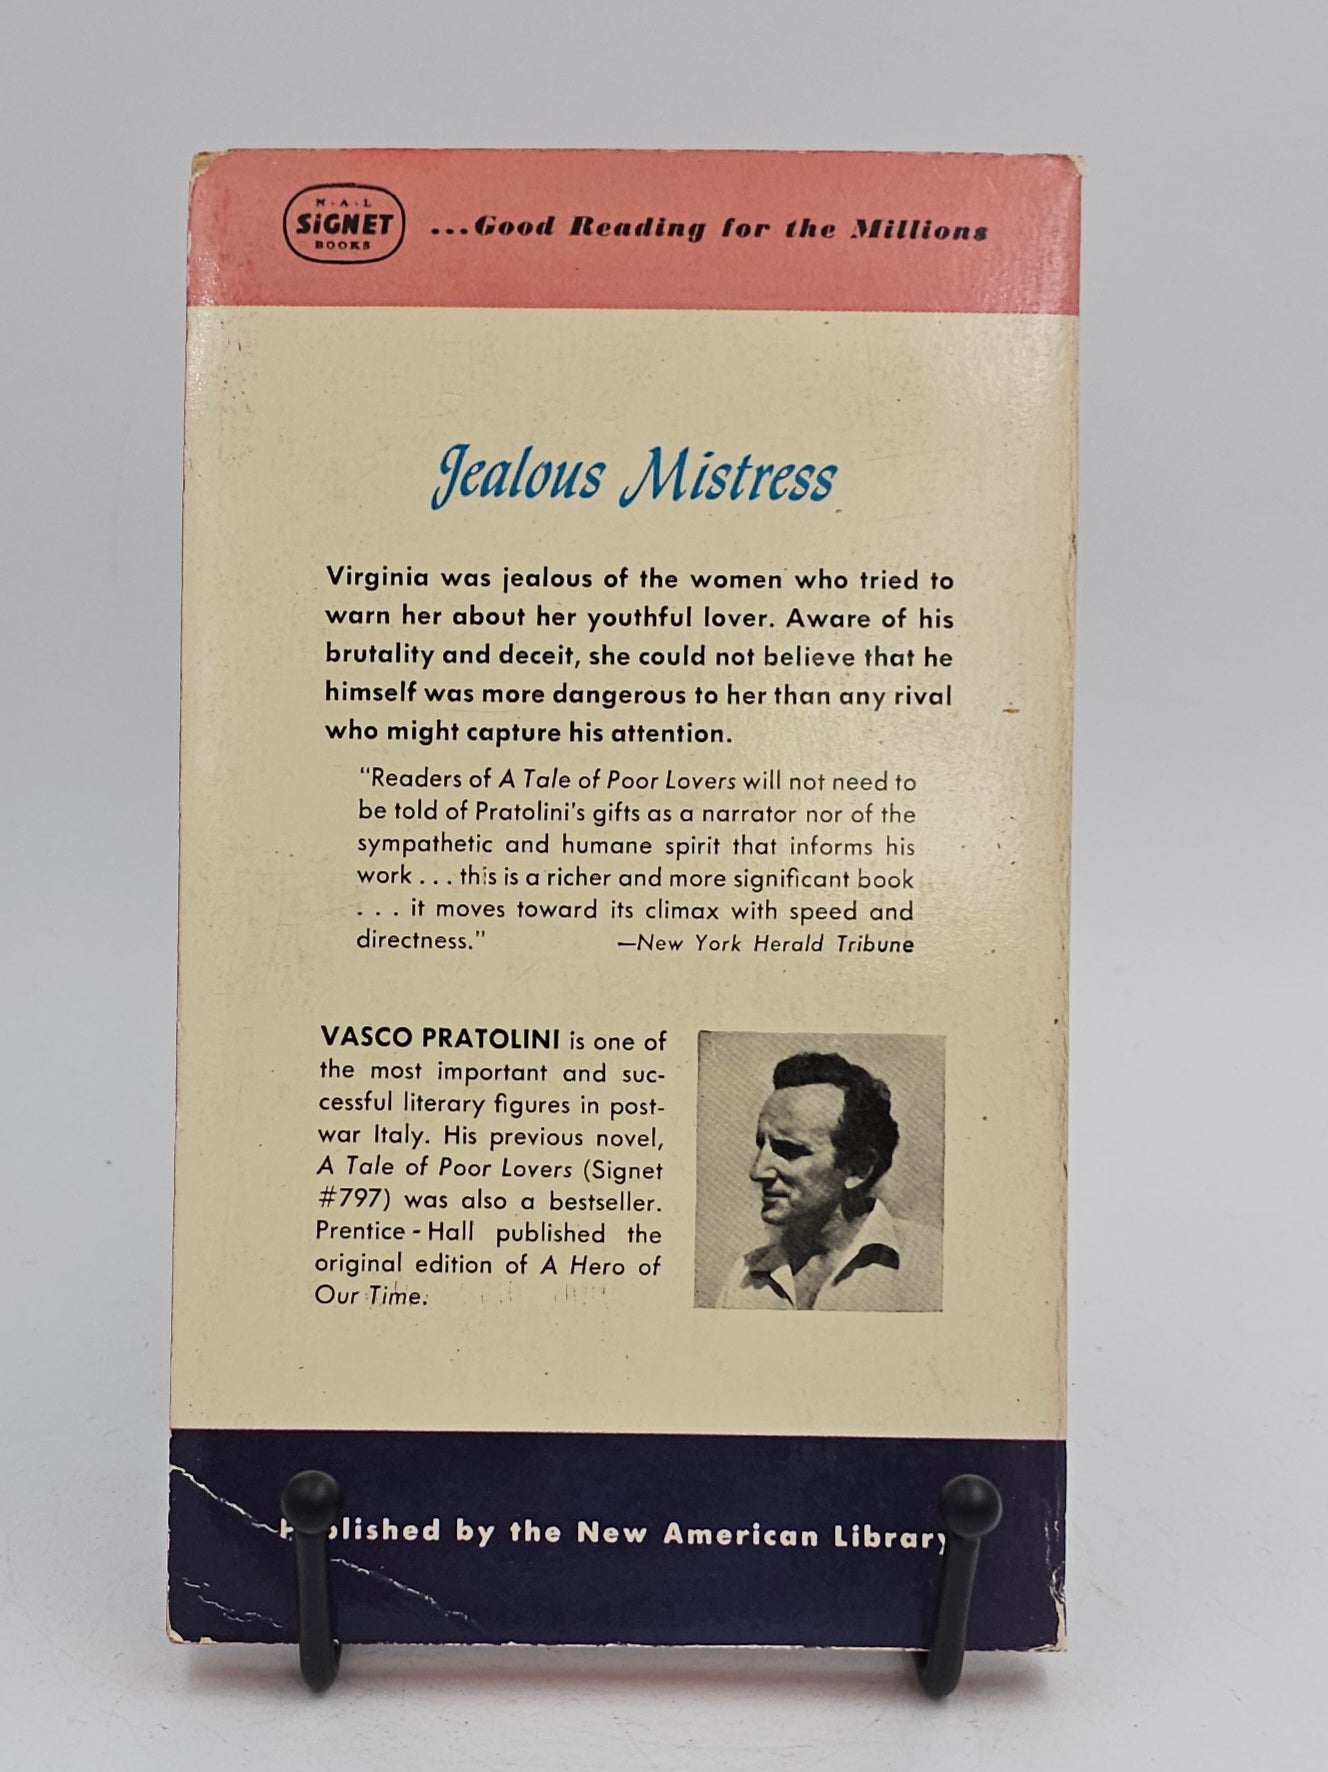 N·A·L
SiGNET
BOOKS
...Good Reading for the Millions
Jealous Mistress
Virginia was jealous of the women who tried to
warn her about her youthful lover. Aware of his
brutality and deceit, she could not believe that he
himself was more dangerous to her than any rival
who might capture his attention.
"Readers of A Tale of Poor Lovers will not need to
be told of Pratolini's gifts as a narrator nor of the
sympathetic and humane spirit that informs his
work . . . this is a richer and more significant book
. . . it moves toward its climax with speed and
directness." —New York Herald Tribune
VASCO PRATOLINI is one of
the most important and suc-
cessful literary figures in post-
war Italy. His previous novel,
A Tale of Poor Lovers (Signet
#797) was also a bestseller.
Prentice-Hall published the
original edition of A Hero of
Our Time.
Published by the New American Library